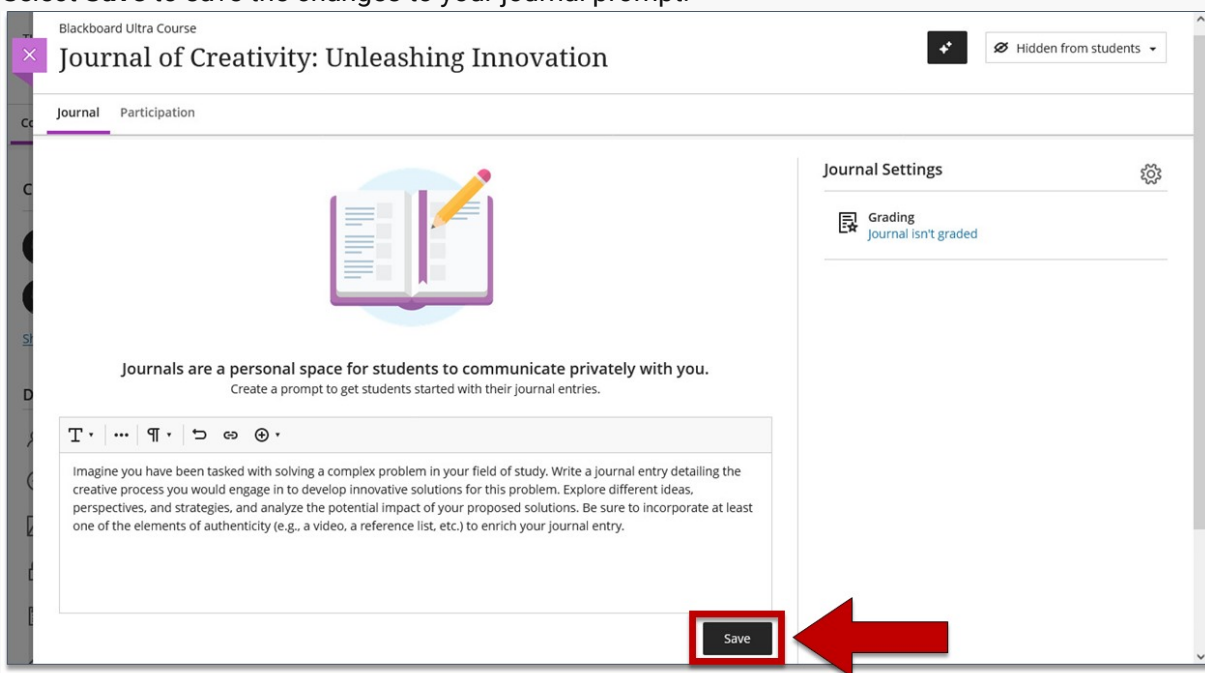 Select Save to save the changes to your journal prompt.
Blackboard Ultra Course
Journal of Creativity: Unleashing Innovation
Hidden from students
Journal Participation
Journal Settings
Grading
Journal isn't graded
Journals are a personal space for students to communicate privately with you.
Create a prompt to get students started with their journal entries.
Imagine you have been tasked with solving a complex problem in your field of study. Write a journal entry detailing the
creative process you would engage in to develop innovative solutions for this problem. Explore different ideas,
perspectives, and strategies, and analyze the potential impact of your proposed solutions. Be sure to incorporate at least
one of the elements of authenticity (e.g., a video, a reference list, etc.) to enrich your journal entry.
Save